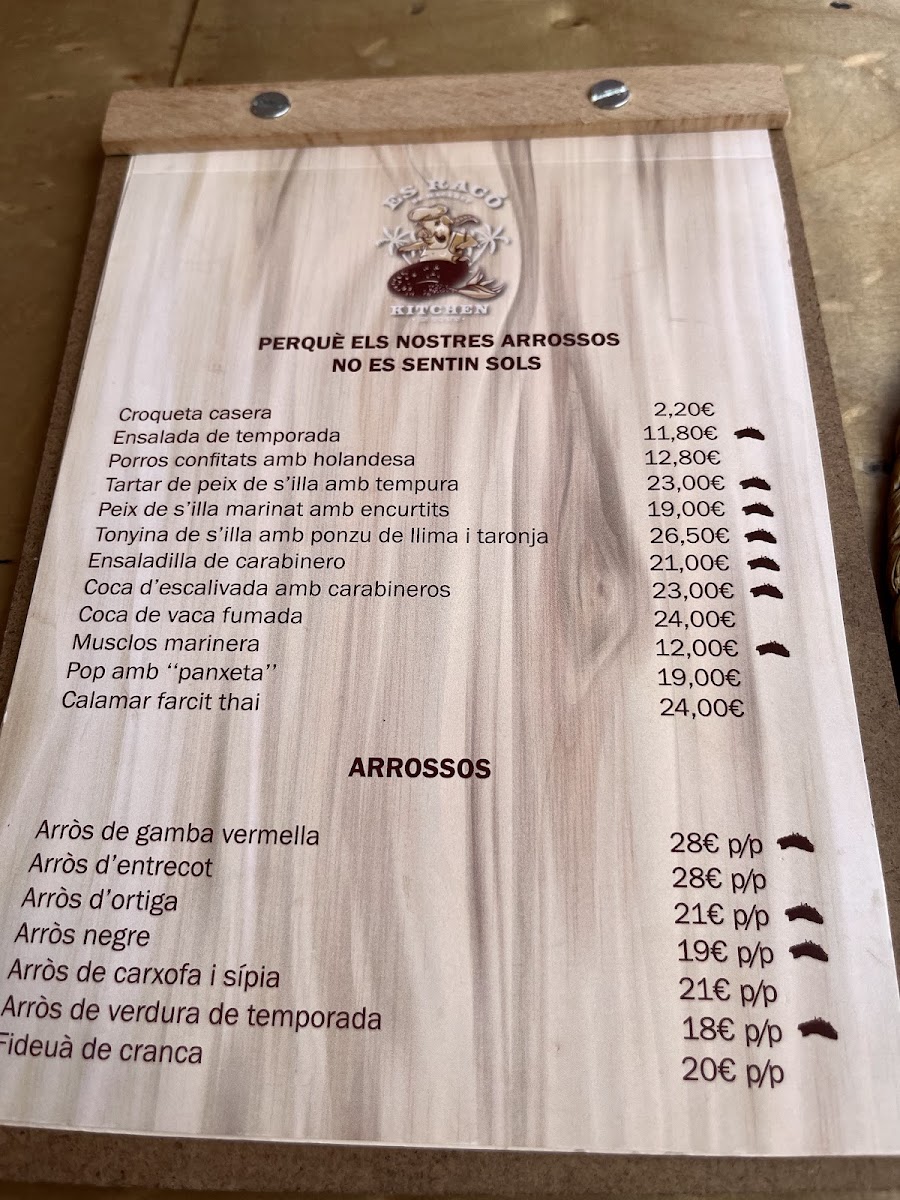 ES RACÓ
KITCHEN
PERQUÈ ELS NOSTRES ARROSSOS
NO ES SENTIN SOLS
Croqueta casera 2,20€
Ensalada de temporada 11,80€
Porros confitats amb holandesa 12,80€
Tartar de peix de s'illa amb tempura 23,00€
Peix de s'illa marinat amb encurtits 19,00€
Tonyina de s'illa amb ponzu de llima i taronja 26,50€
Ensaladilla de carabinero 21,00€
Coca d'escalivada amb carabineros 23,00€
Coca de vaca fumada 24,00€
Musclos marinera 12,00€
Pop amb "panxeta" 19,00€
Calamar farcit thai 24,00€
ARROSSOS
Arròs de gamba vermella 28€ p/p
Arròs d'entrecot 28€ p/p
Arròs d'ortiga 21€ p/p
Arròs negre 19€ p/p
Arròs de carxofa i sípia 21€ p/p
Arròs de verdura de temporada 18€ p/p
Fideuà de cranca 20€ p/p